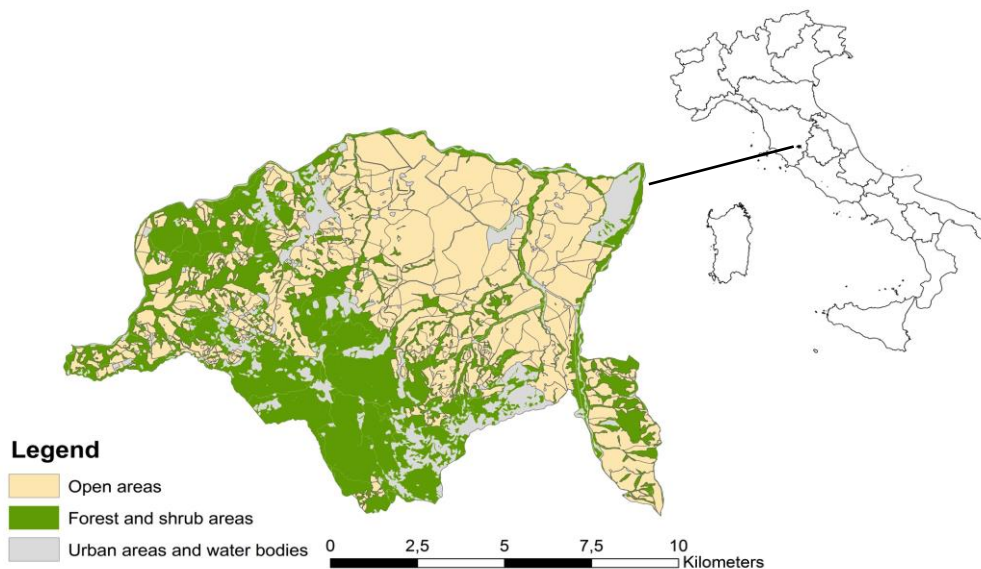 Legend
Open areas
Forest and shrub areas
Urban areas and water bodies
0 2,5 5 7,5 10
Kilometers